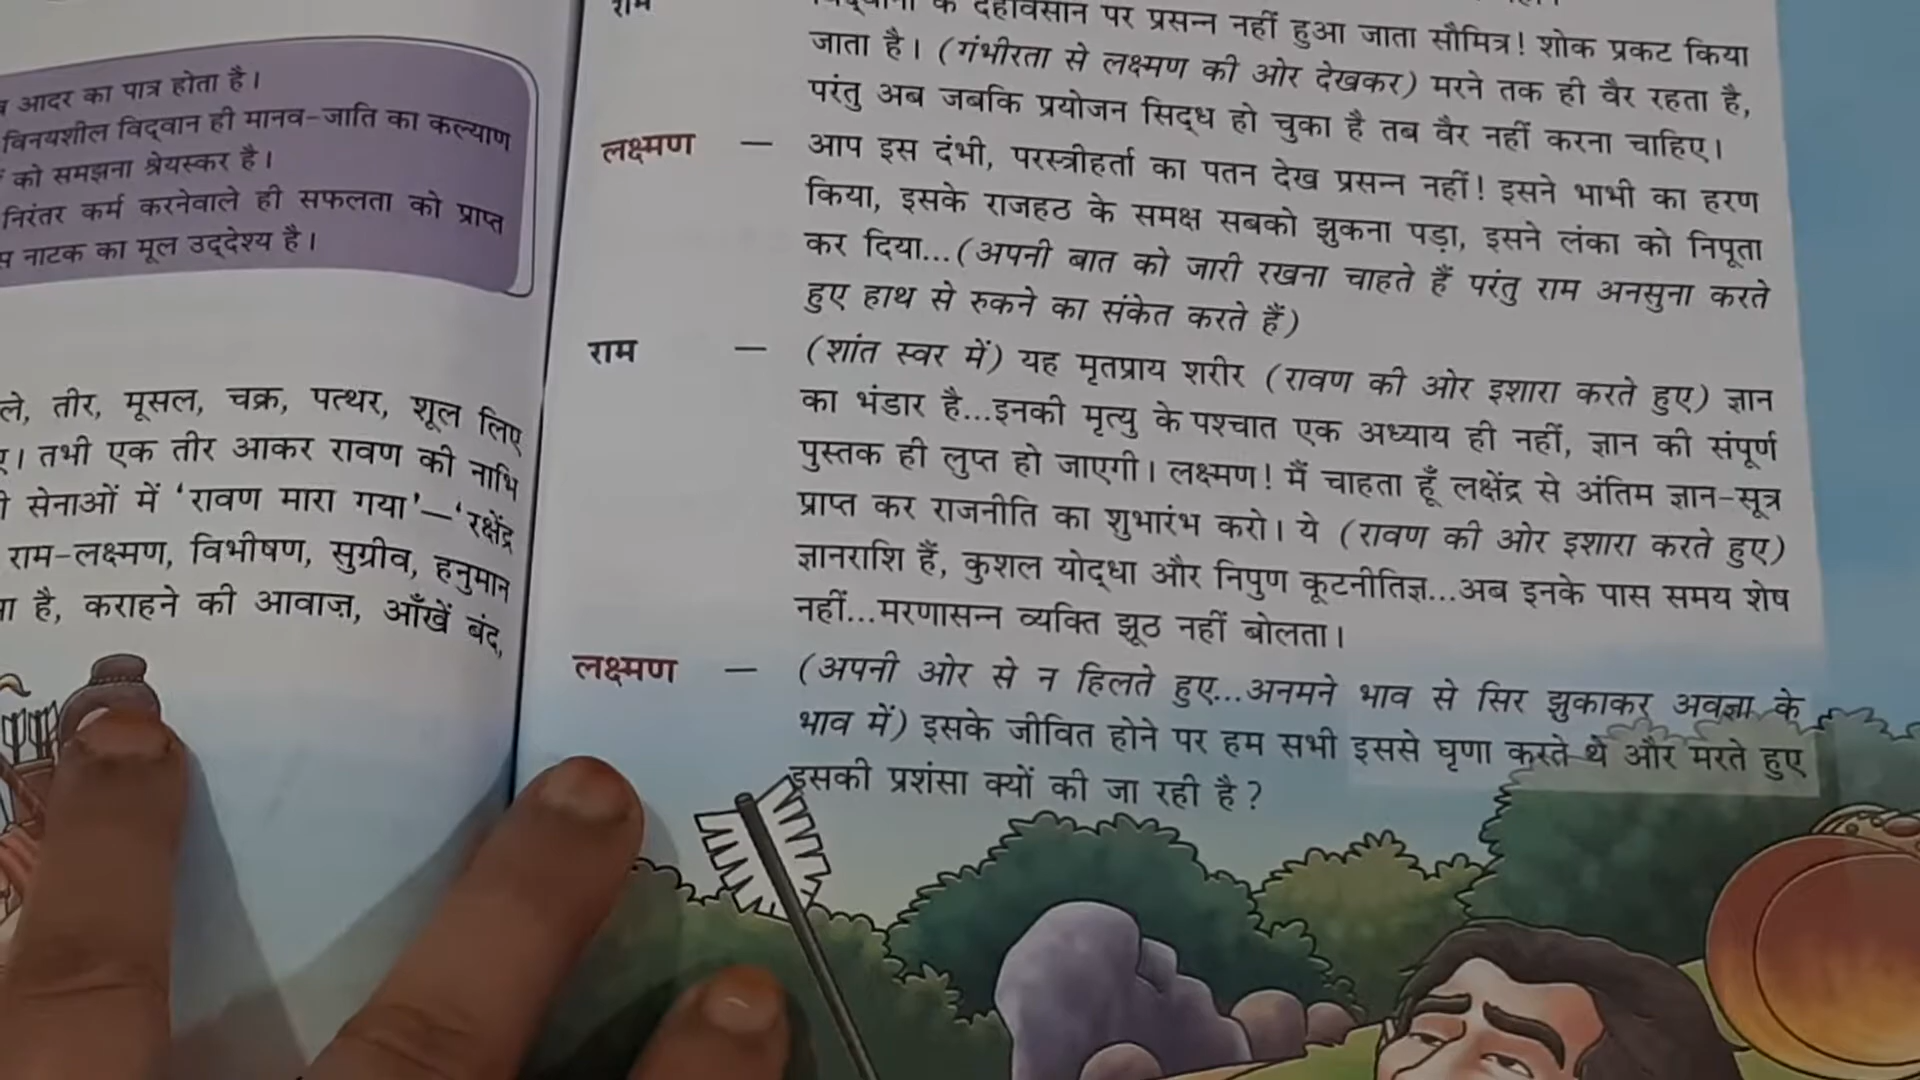 आदर का पात्र होता है।
विनयशील विद्वान ही मानव-जाति का कल्याण
को समझना श्रेयस्कर है।
निरंतर कर्म करनेवाले ही सफलता को प्राप्त
नाटक का मूल उद्देश्य है।
तीर, मूसल, चक्र, पत्थर, शूल लिए
तभी एक तीर आकर रावण की नाभि
सेनाओं में ‘रावण मारा गया’—‘रक्षेंद्र
राम-लक्ष्मण, विभीषण, सुग्रीव, हनुमान
है, कराहने की आवाज़, आँखें बंद,
राम के देहावसान पर प्रसन्न नहीं हुआ जाता सौमित्र! शोक प्रकट किया
जाता है। (गंभीरता से लक्ष्मण की ओर देखकर) मरने तक ही वैर रहता है,
परंतु अब जबकि प्रयोजन सिद्ध हो चुका है तब वैर नहीं करना चाहिए।
लक्ष्मण — आप इस दंभी, परस्त्रीहर्ता का पतन देख प्रसन्न नहीं! इसने भाभी का हरण
किया, इसके राजहठ के समक्ष सबको झुकना पड़ा, इसने लंका को निपूता
कर दिया...(अपनी बात को जारी रखना चाहते हैं परंतु राम अनसुना करते
हुए हाथ से रुकने का संकेत करते हैं)
राम — (शांत स्वर में) यह मृतप्राय शरीर (रावण की ओर इशारा करते हुए) ज्ञान
का भंडार है...इनकी मृत्यु के पश्चात एक अध्याय ही नहीं, ज्ञान की संपूर्ण
पुस्तक ही लुप्त हो जाएगी। लक्ष्मण! मैं चाहता हूँ लक्षेंद्र से अंतिम ज्ञान-सूत्र
प्राप्त कर राजनीति का शुभारंभ करो। ये (रावण की ओर इशारा करते हुए)
ज्ञानराशि हैं, कुशल योद्धा और निपुण कूटनीतिज्ञ...अब इनके पास समय शेष
नहीं...मरणासन्न व्यक्ति झूठ नहीं बोलता।
लक्ष्मण — (अपनी ओर से न हिलते हुए...अनमने भाव से सिर झुकाकर अवज्ञा के
भाव में) इसके जीवित होने पर हम सभी इससे घृणा करते थे और मरते हुए
इसकी प्रशंसा क्यों की जा रही है?